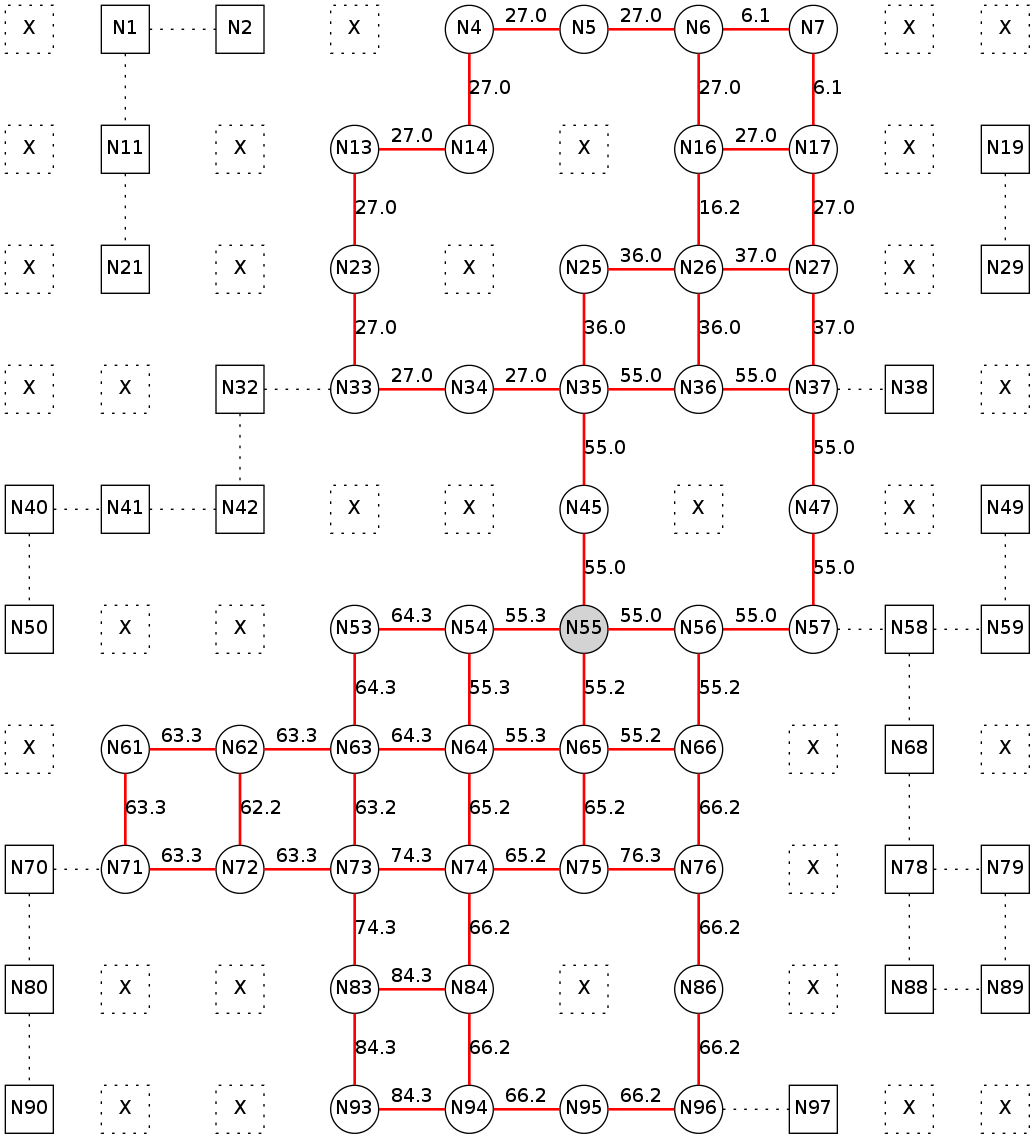 27.0 27.0 6.1
X N1 N2 X N4 N5 N6 N7 X X
27.0 27.0 6.1
27.0 27.0
X N11 X N13 N14 X N16 N17 X N19
27.0 16.2 27.0
36.0 37.0
X N21 X N23 X N25 N26 N27 X N29
27.0 36.0 36.0 37.0
27.0 27.0 55.0 55.0
X X N32 N33 N34 N35 N36 N37 N38 X
55.0 55.0
N40 N41 N42 X X N45 X N47 X N49
55.0 55.0
64.3 55.3 55.0 55.0
N50 X X N53 N54 N55 N56 N57 N58 N59
64.3 55.3 55.2 55.2
63.3 63.3 64.3 55.3 55.2
X N61 N62 N63 N64 N65 N66 X N68 X
63.3 62.2 63.2 65.2 65.2 66.2
63.3 63.3 74.3 65.2 76.3
N70 N71 N72 N73 N74 N75 N76 X N78 N79
74.3 66.2 66.2
84.3
N80 X X N83 N84 X N86 X N88 N89
84.3 66.2 66.2
84.3 66.2 66.2
N90 X X N93 N94 N95 N96 N97 X X